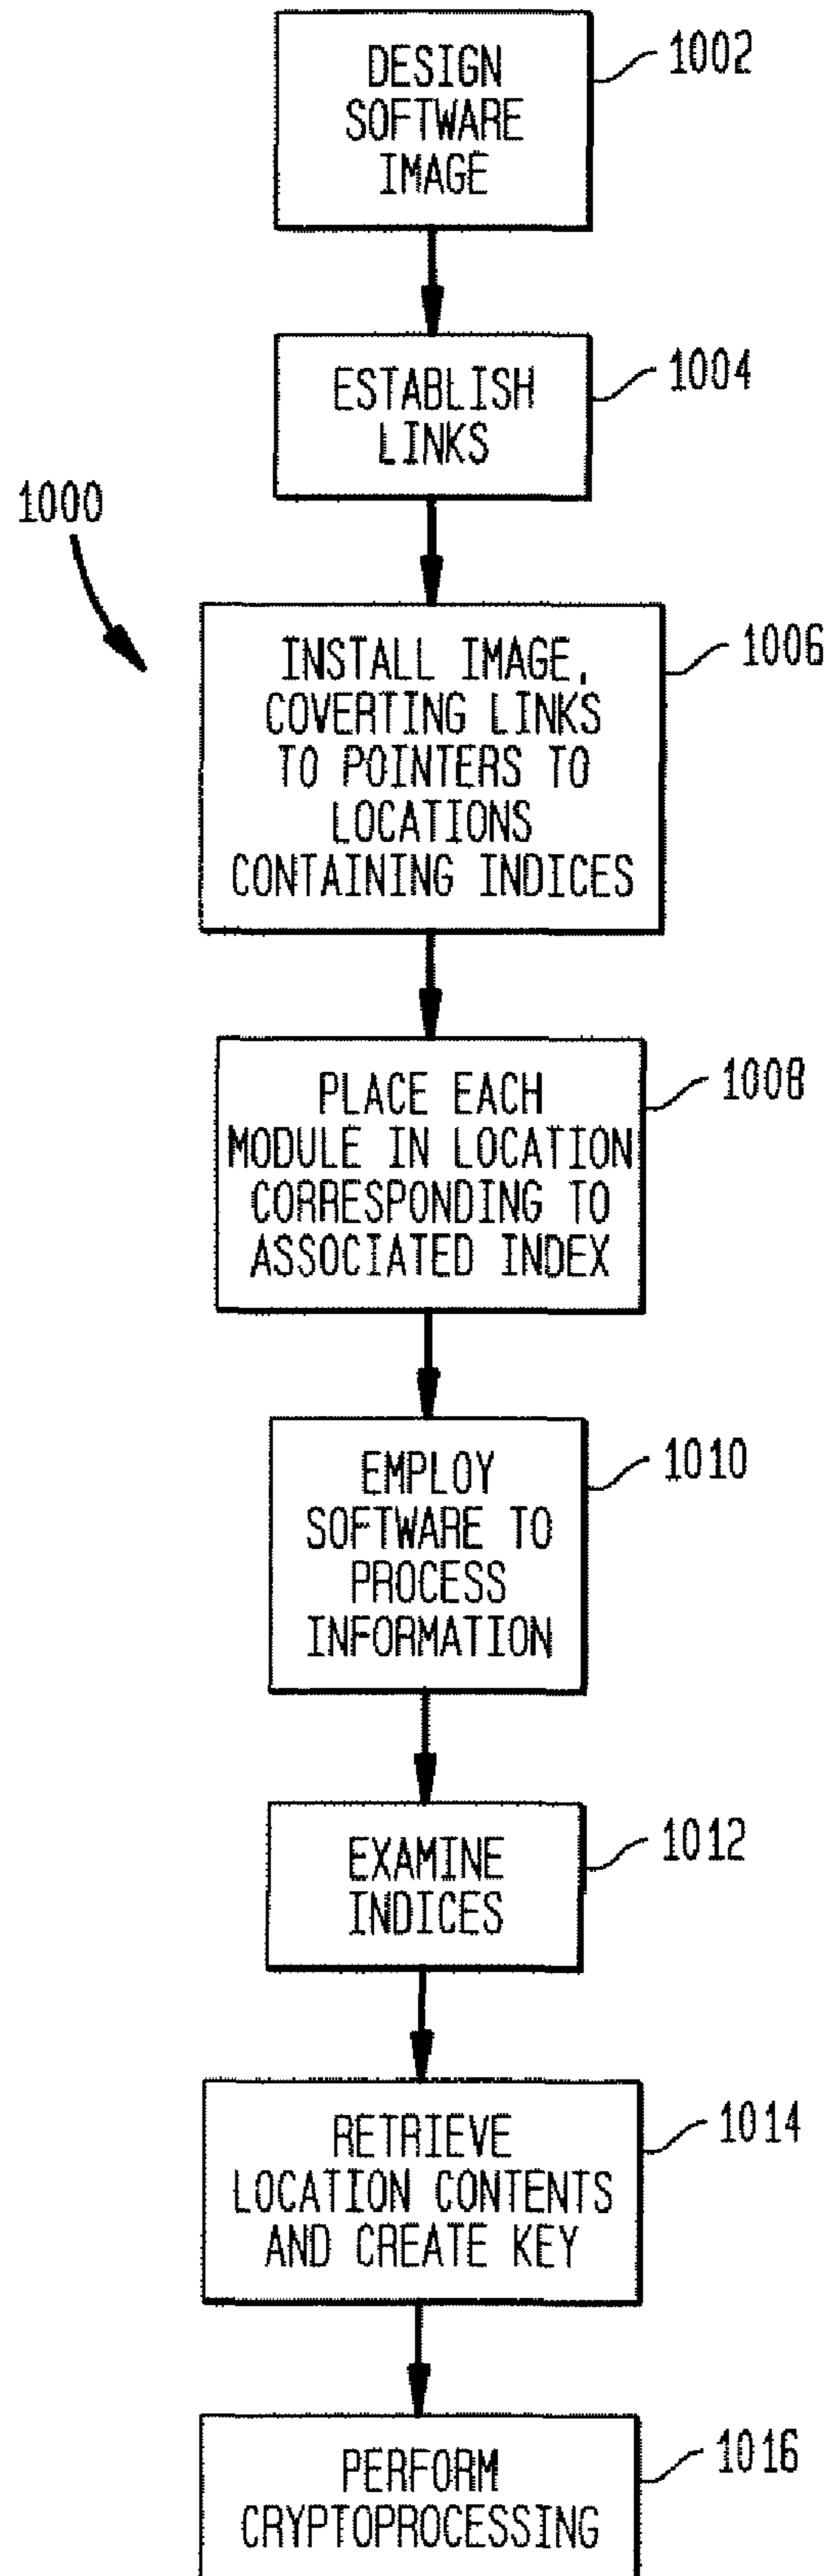 DESIGN
SOFTWARE
IMAGE
1002
ESTABLISH
LINKS
1004
1000
INSTALL IMAGE,
COVERTING LINKS
TO POINTERS TO
LOCATIONS
CONTAINING INDICES
1006
PLACE EACH
MODULE IN LOCATION
CORRESPONDING TO
ASSOCIATED INDEX
1008
EMPLOY
SOFTWARE TO
PROCESS
INFORMATION
1010
EXAMINE
INDICES
1012
RETRIEVE
LOCATION CONTENTS
AND CREATE KEY
1014
PERFORM
CRYPTOPROCESSING
1016